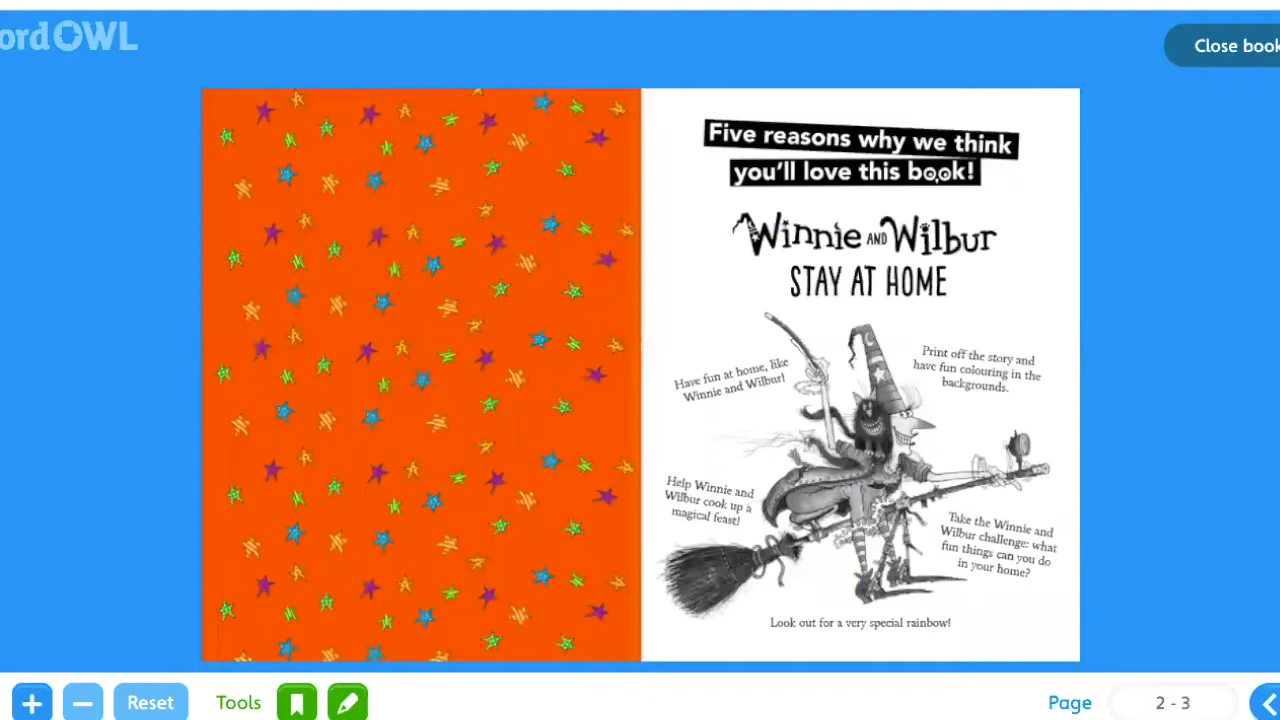 ordOWL
Close book
Five reasons why we think
you'll love this book!
Winnie AND Wilbur
STAY AT HOME
Have fun at home, like
Winnie and Wilbur!
Print off the story and
have fun colouring in the
backgrounds.
Help Winnie and
Wilbur cook up a
magical feast!
Take the Winnie and
Wilbur challenge: what
fun things can you do
in your home?
Look out for a very special rainbow!
+
−
Reset
Tools
Page
2 - 3